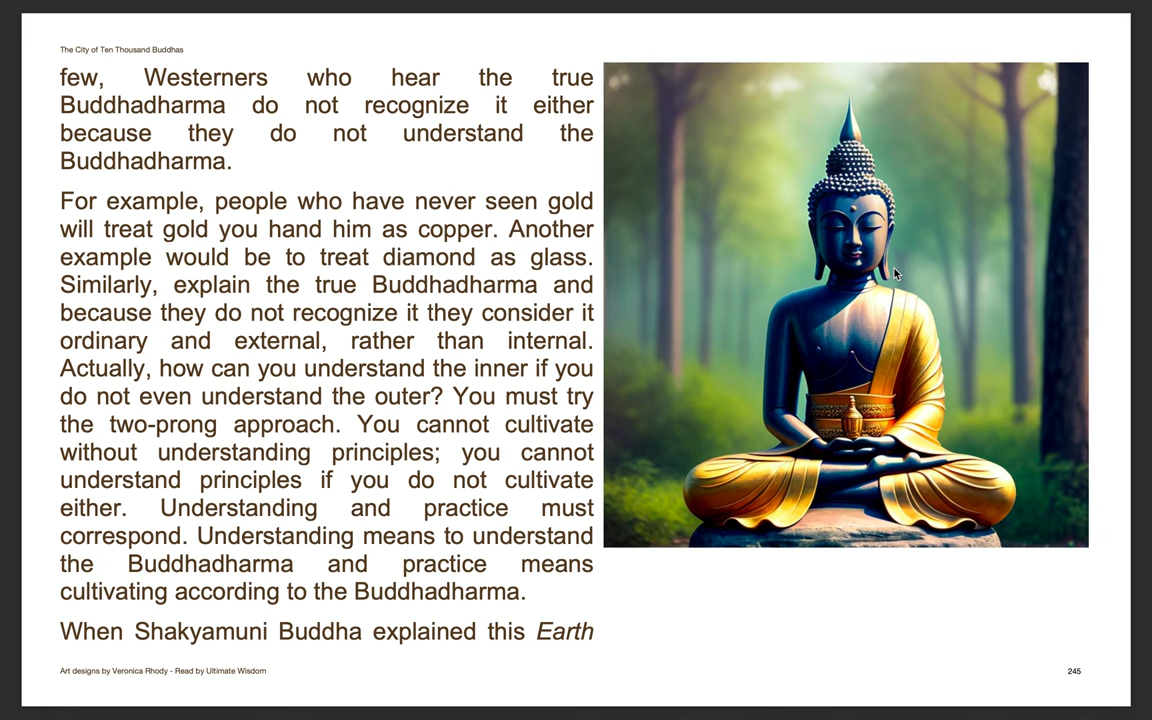 The City of Ten Thousand Buddhas
few, Westerners who hear the true
Buddhadharma do not recognize it either
because they do not understand the
Buddhadharma.
For example, people who have never seen gold
will treat gold you hand him as copper. Another
example would be to treat diamond as glass.
Similarly, explain the true Buddhadharma and
because they do not recognize it they consider it
ordinary and external, rather than internal.
Actually, how can you understand the inner if you
do not even understand the outer? You must try
the two-prong approach. You cannot cultivate
without understanding principles; you cannot
understand principles if you do not cultivate
either. Understanding and practice must
correspond. Understanding means to understand
the Buddhadharma and practice means
cultivating according to the Buddhadharma.
When Shakyamuni Buddha explained this Earth
Art designs by Veronica Rhody - Read by Ultimate Wisdom
245